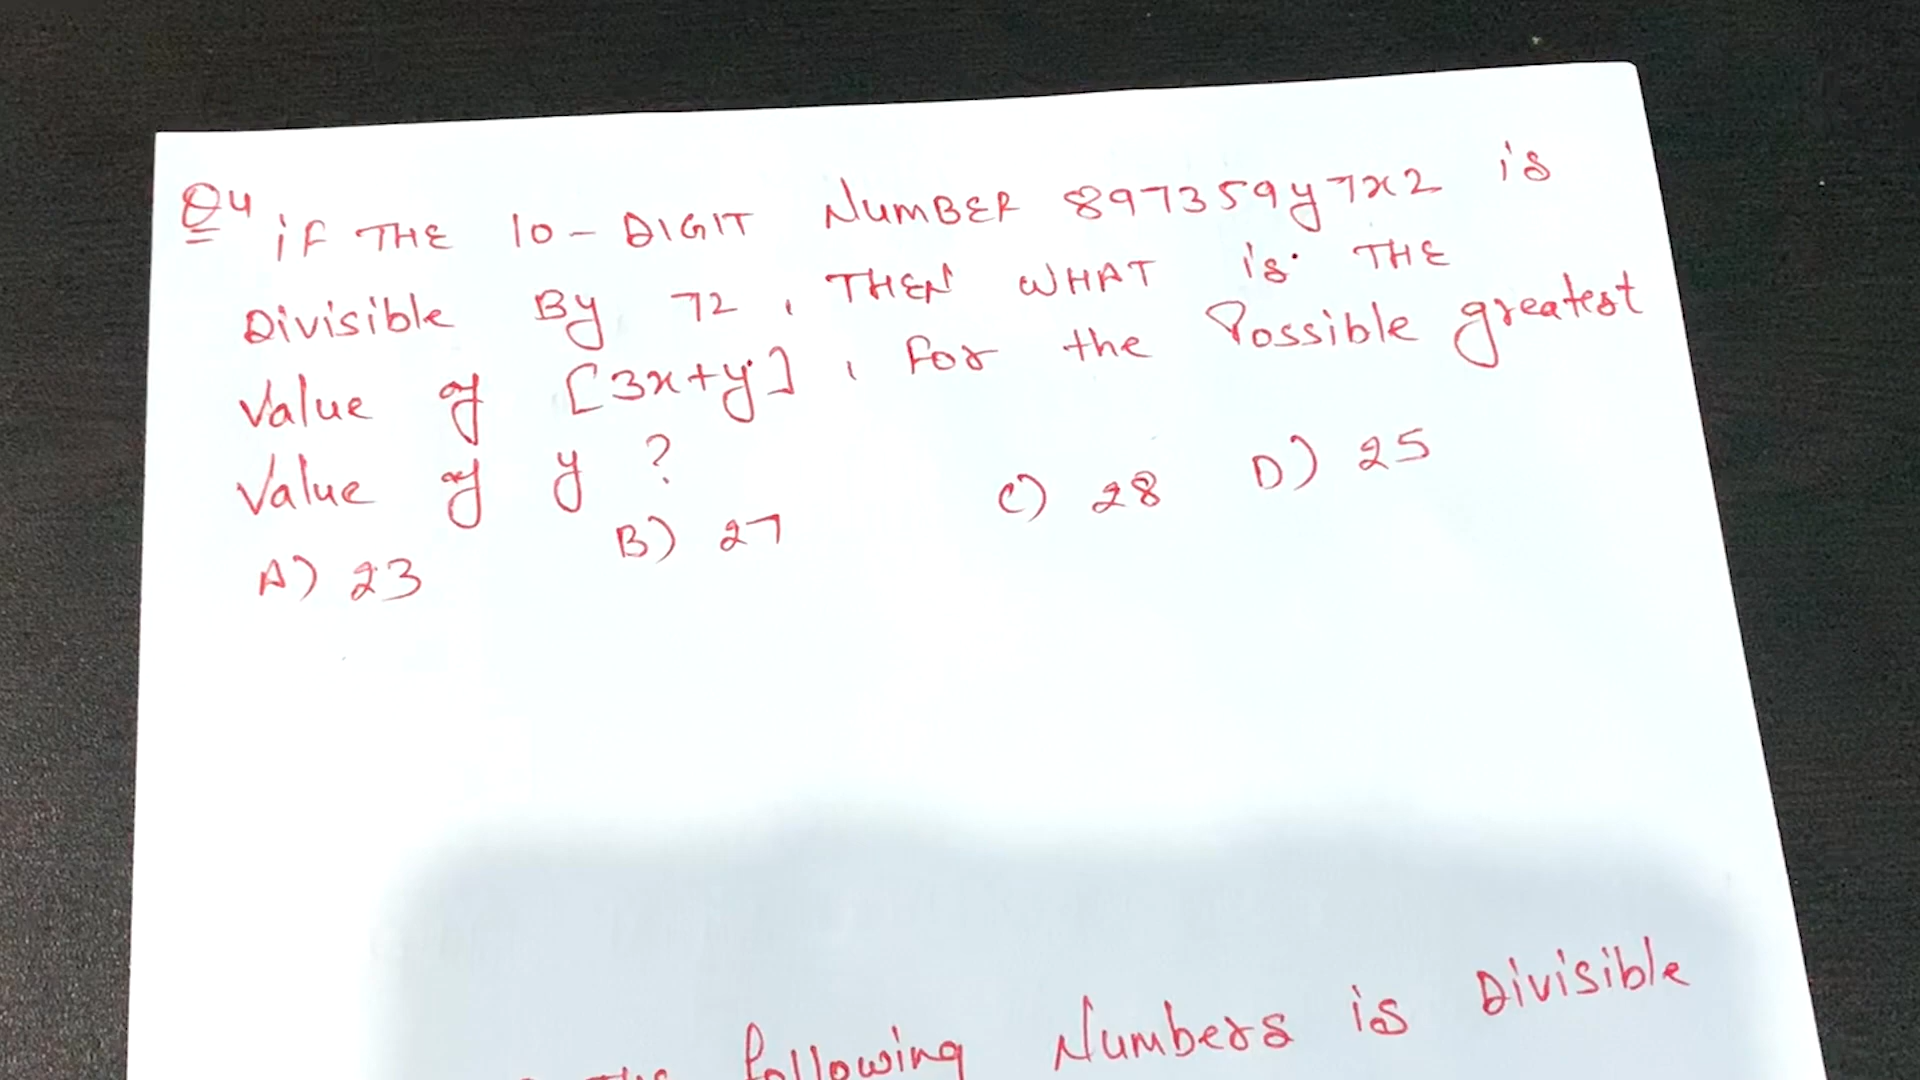 Q4 if THE 10-DIGIT NUMBER 897359y7x2 is
Divisible By 72, THEN WHAT is THE
Value of [3x+y], for the Possible greatest
Value of y ?
A) 23 B) 27 C) 28 D) 25
following Numbers is Divisible